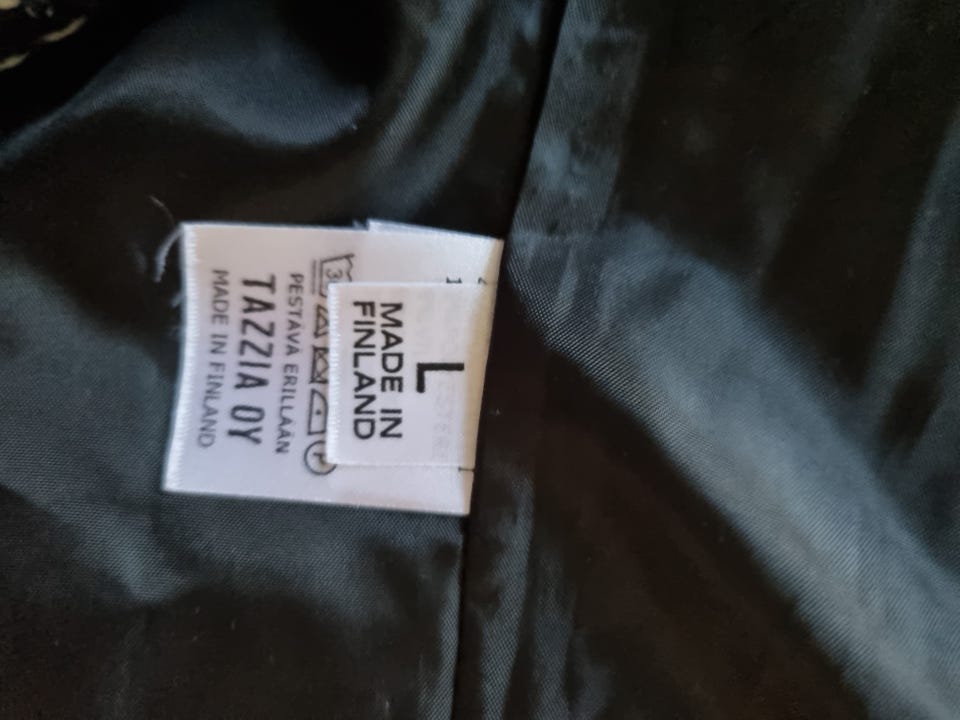 L
MADE IN
FINLAND
PESTÄVÄ ERILLÄÄN
TAZZIA OY
MADE IN FINLAND